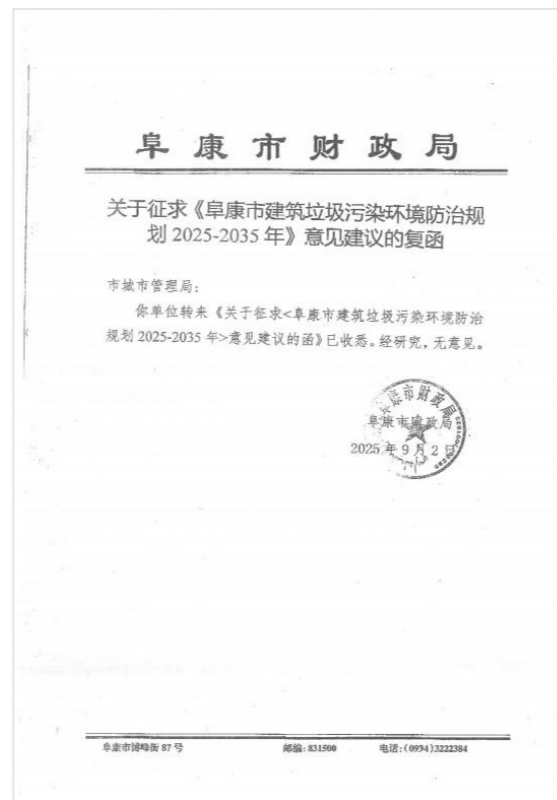 阜康市财政局
关于征求《阜康市建筑垃圾污染环境防治规
划 2025-2035 年》意见建议的复函
市城市管理局：
你单位转来《关于征求<阜康市建筑垃圾污染环境防治
规划 2025-2035 年>意见建议的函》已收悉。经研究，无意见。
阜康市财政局
2025 年 9 月 2 日
阜康市博峰街 87 号 邮编：831500 电话：（0994）3222384